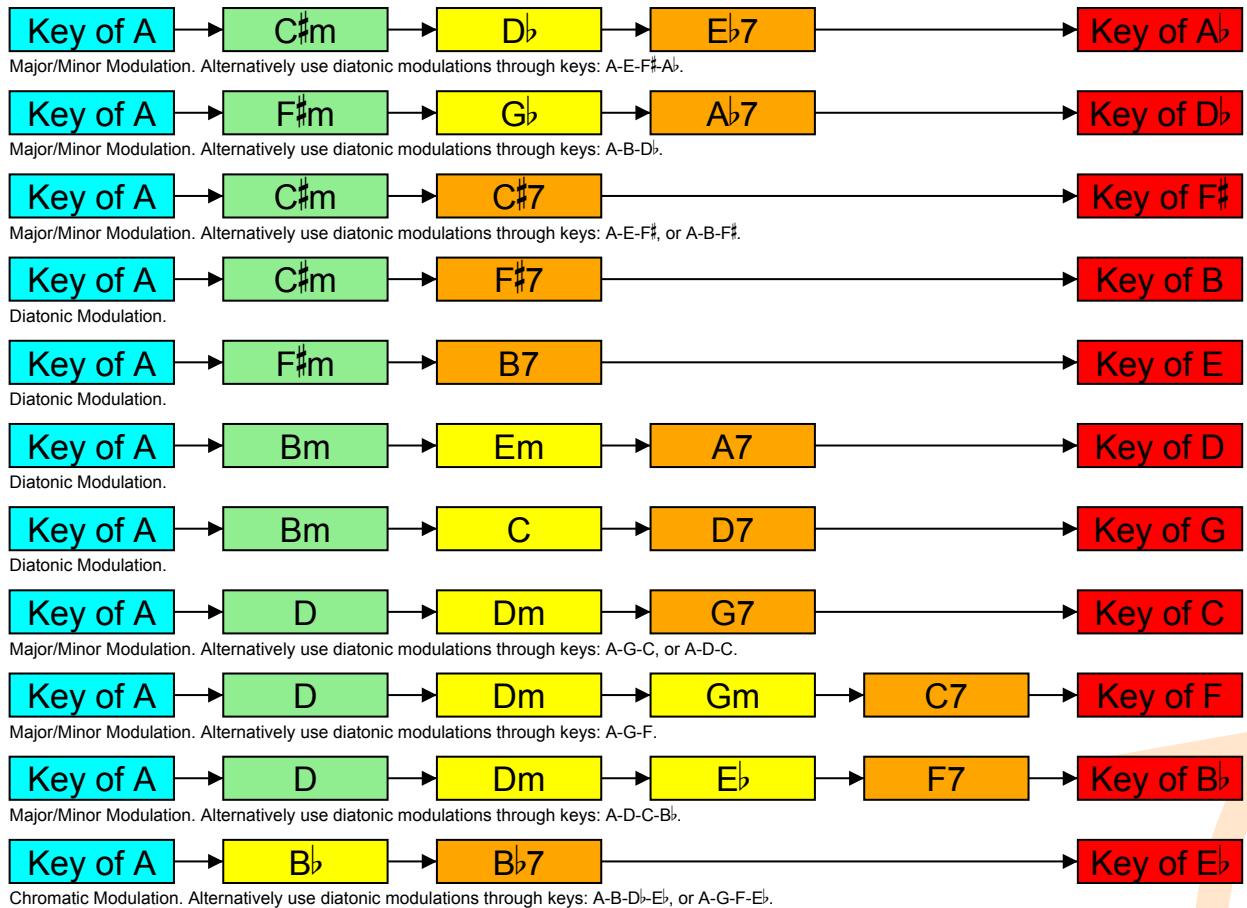 Key of A C♯m D♭ E♭7 Key of A♭
Major/Minor Modulation. Alternatively use diatonic modulations through keys: A-E-F♯-A♭.
Key of A F♯m G♭ A♭7 Key of D♭
Major/Minor Modulation. Alternatively use diatonic modulations through keys: A-B-D♭.
Key of A C♯m C♯7 Key of F♯
Major/Minor Modulation. Alternatively use diatonic modulations through keys: A-E-F♯, or A-B-F♯.
Key of A C♯m F♯7 Key of B
Diatonic Modulation.
Key of A F♯m B7 Key of E
Diatonic Modulation.
Key of A Bm Em A7 Key of D
Diatonic Modulation.
Key of A Bm C D7 Key of G
Diatonic Modulation.
Key of A D Dm G7 Key of C
Major/Minor Modulation. Alternatively use diatonic modulations through keys: A-G-C, or A-D-C.
Key of A D Dm Gm C7 Key of F
Major/Minor Modulation. Alternatively use diatonic modulations through keys: A-G-F.
Key of A D Dm E♭ F7 Key of B♭
Major/Minor Modulation. Alternatively use diatonic modulations through keys: A-D-C-B♭.
Key of A B♭ B♭7 Key of E♭
Chromatic Modulation. Alternatively use diatonic modulations through keys: A-B-D♭-E♭, or A-G-F-E♭.